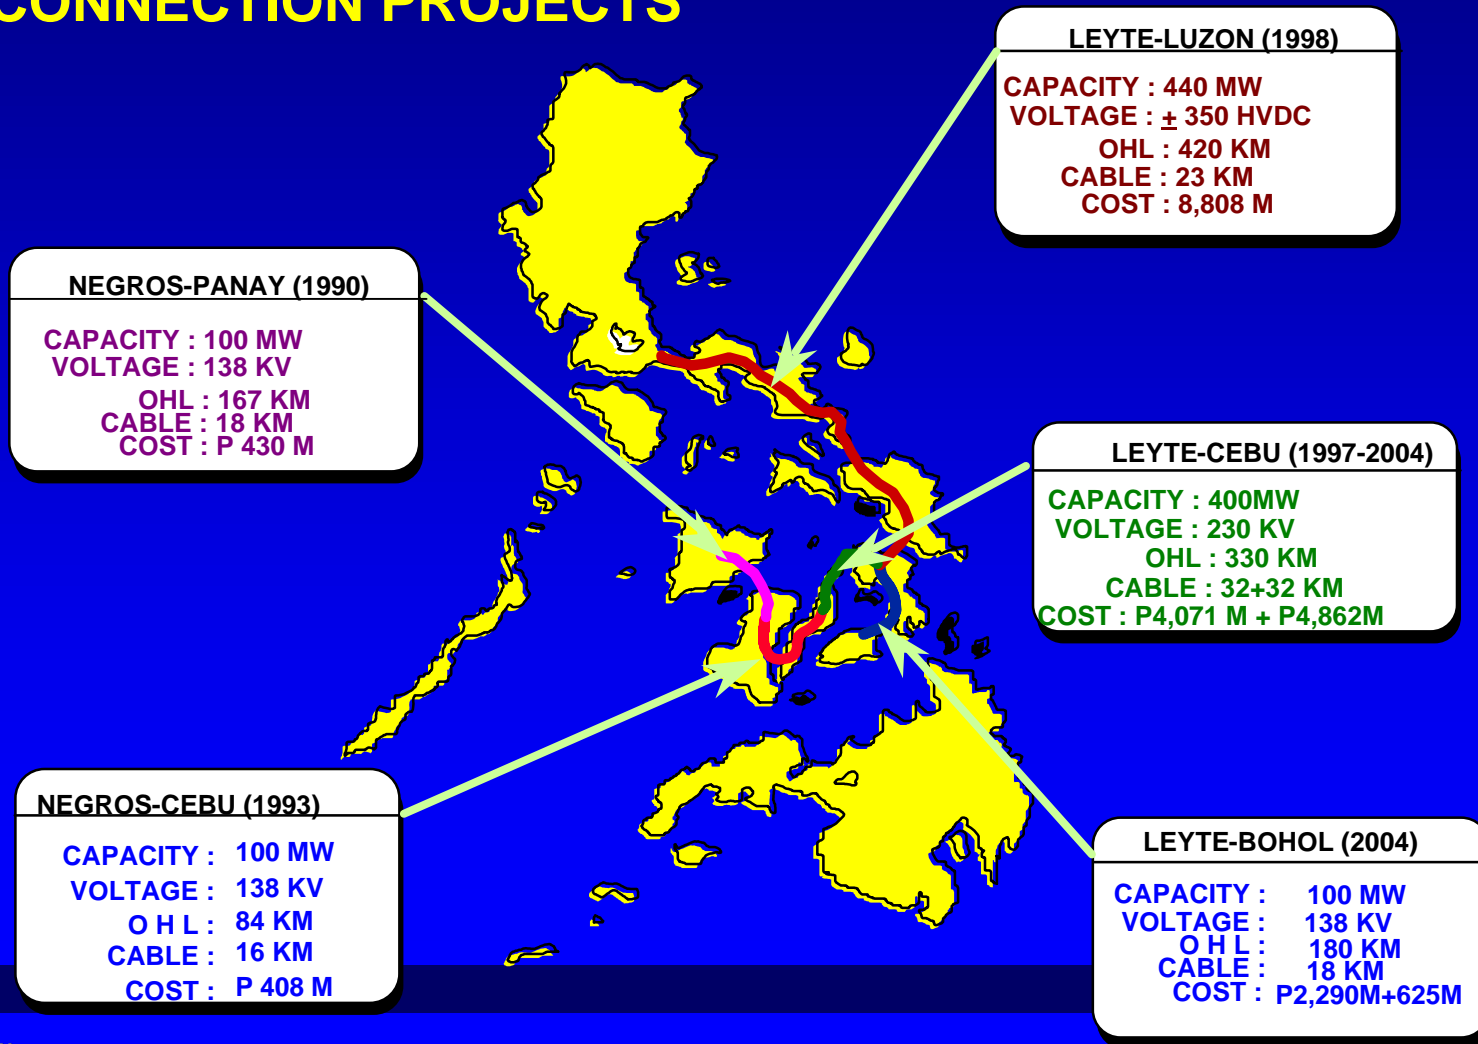 CONNECTION PROJECTS
LEYTE-LUZON (1998)
CAPACITY : 440 MW
VOLTAGE : ± 350 HVDC
OHL : 420 KM
CABLE : 23 KM
COST : 8,808 M
NEGROS-PANAY (1990)
CAPACITY : 100 MW
VOLTAGE : 138 KV
OHL : 167 KM
CABLE : 18 KM
COST : P 430 M
LEYTE-CEBU (1997-2004)
CAPACITY : 400MW
VOLTAGE : 230 KV
OHL : 330 KM
CABLE : 32+32 KM
COST : P4,071 M + P4,862M
NEGROS-CEBU (1993)
CAPACITY : 100 MW
VOLTAGE : 138 KV
O H L : 84 KM
CABLE : 16 KM
COST : P 408 M
LEYTE-BOHOL (2004)
CAPACITY : 100 MW
VOLTAGE : 138 KV
O H L : 180 KM
CABLE : 18 KM
COST : P2,290M+625M